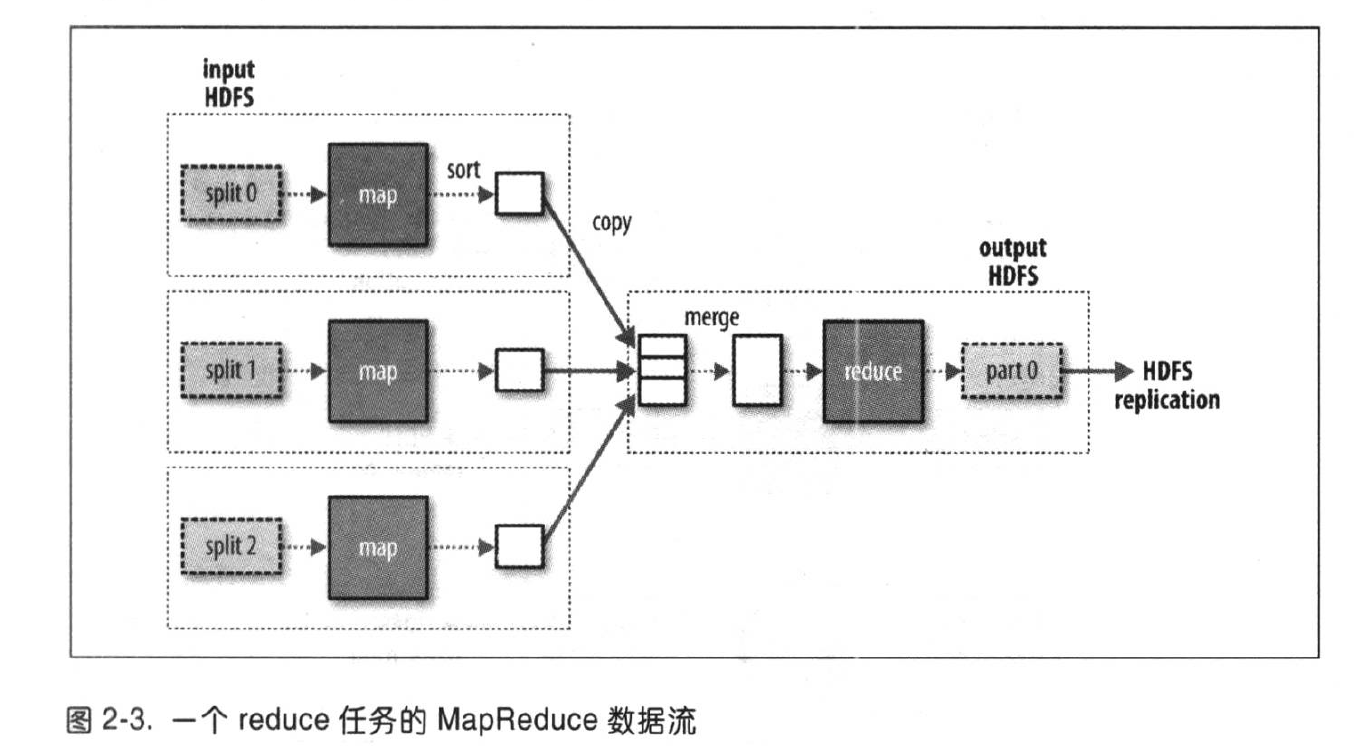 input
HDFS
split 0
map
sort
copy
split 1
map
merge
reduce
output
HDFS
part 0
HDFS
replication
split 2
map
图 2-3. 一个 reduce 任务的 MapReduce 数据流